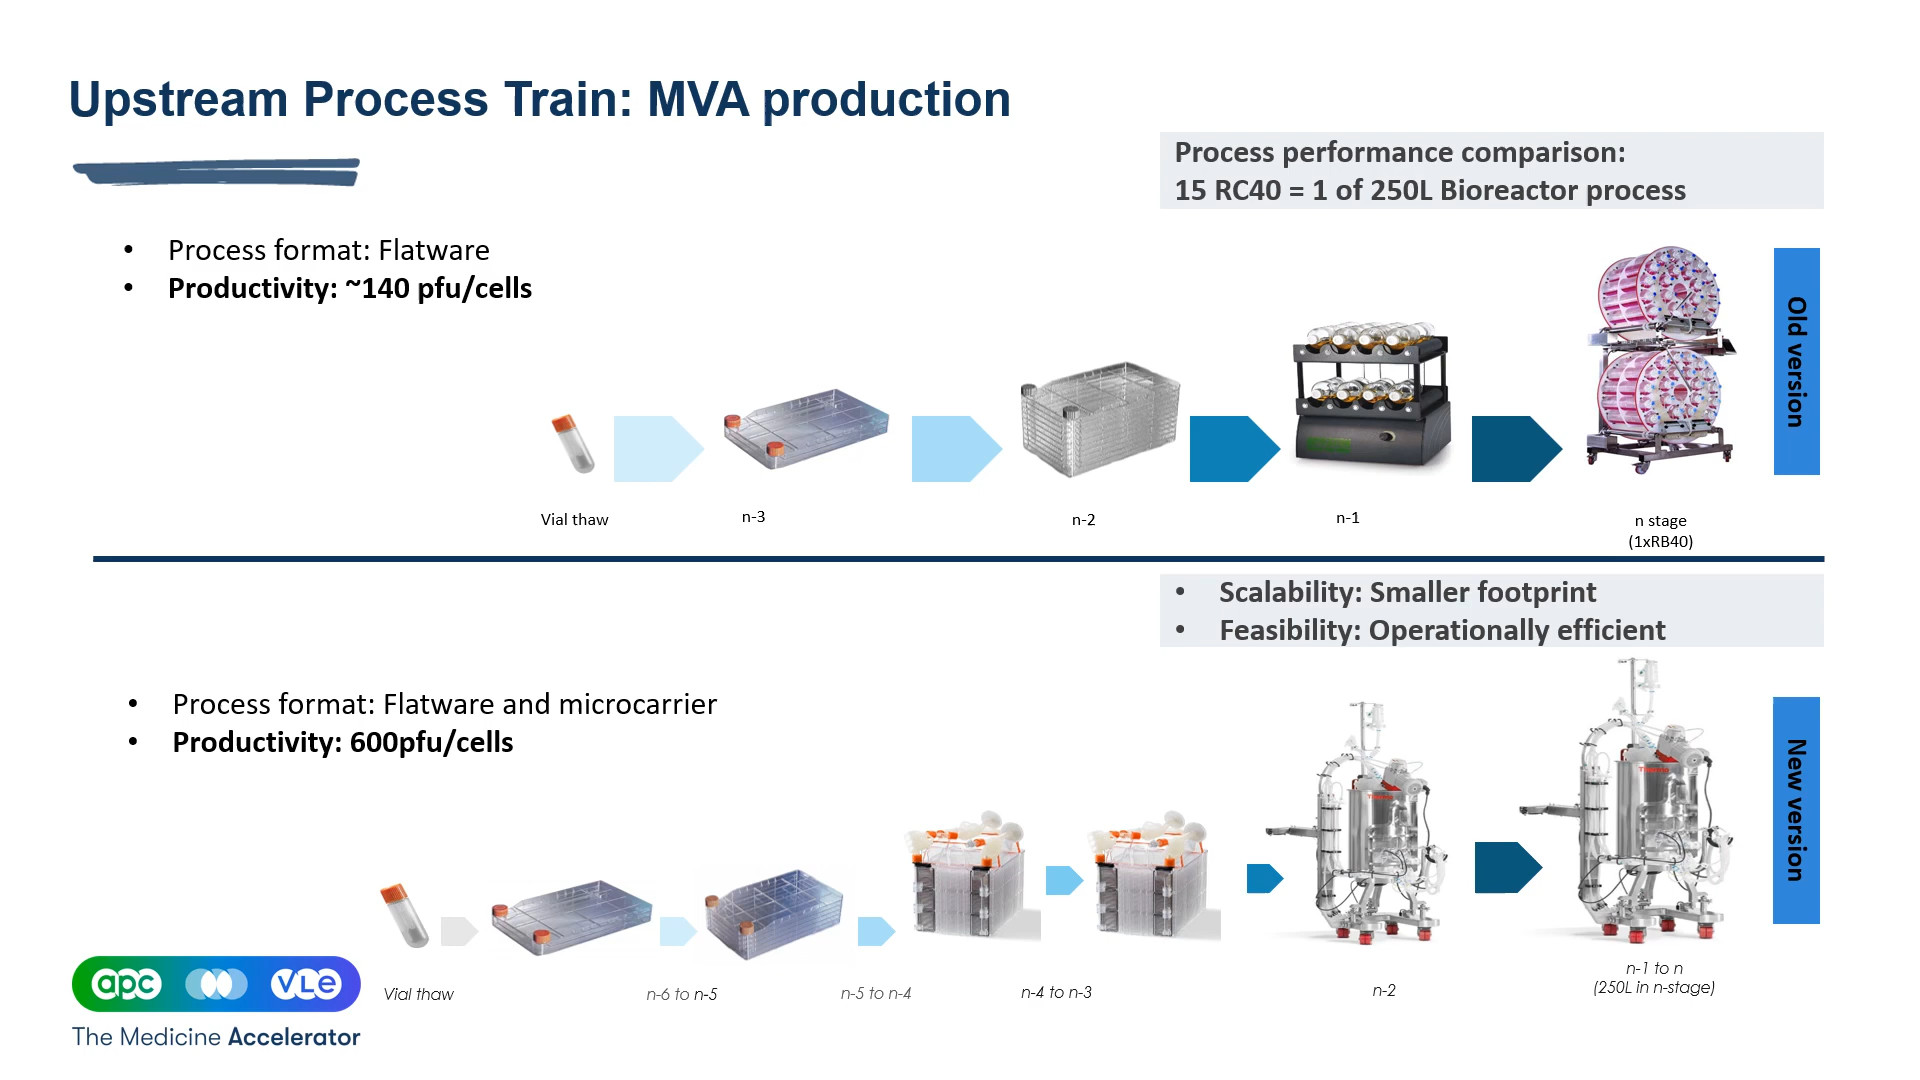 Upstream Process Train: MVA production
Process performance comparison:
15 RC40 = 1 of 250L Bioreactor process
• Process format: Flatware
• Productivity: ~140 pfu/cells
Old version
Vial thaw
n-3
n-2
n-1
n stage
(1xRB40)
• Scalability: Smaller footprint
• Feasibility: Operationally efficient
• Process format: Flatware and microcarrier
• Productivity: 600pfu/cells
New version
Vial thaw
n-6 to n-5
n-5 to n-4
n-4 to n-3
n-2
n-1 to n
(250L in n-stage)
apc VLe
The Medicine Accelerator